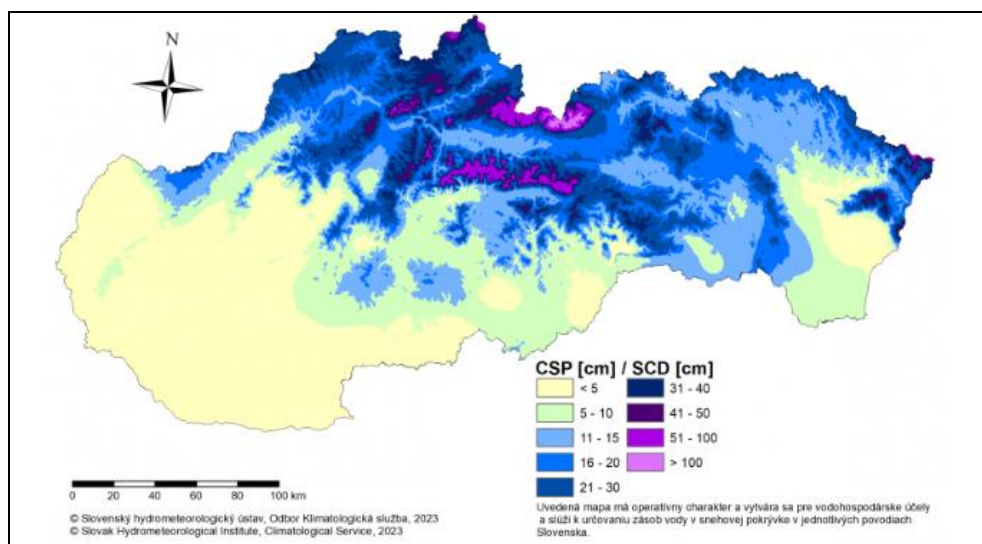 N
CSP [cm] / SCD [cm]
< 5
5 - 10
11 - 15
16 - 20
21 - 30
31 - 40
41 - 50
51 - 100
> 100
0 20 40 60 80 100 km
© Slovenský hydrometeorologický ústav, Odbor Klimatologická služba, 2023
© Slovak Hydrometeorological Institute, Climatological Service, 2023
Uvedená mapa má operatívny charakter a vytvára sa pre vodohospodárske účely
a slúži k určovaniu zásob vody v snehovej pokrývke v jednotlivých povodiach
Slovenska.